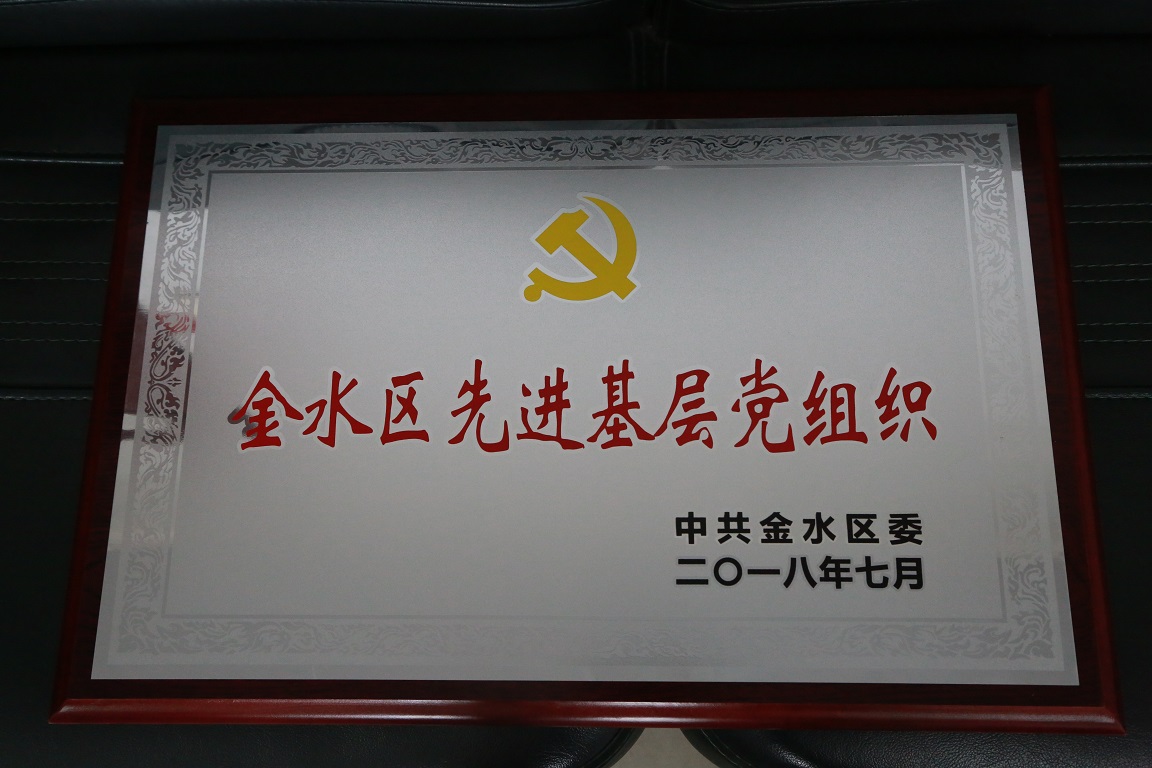 金水区先进基层党组织
中共金水区委
二〇一八年七月